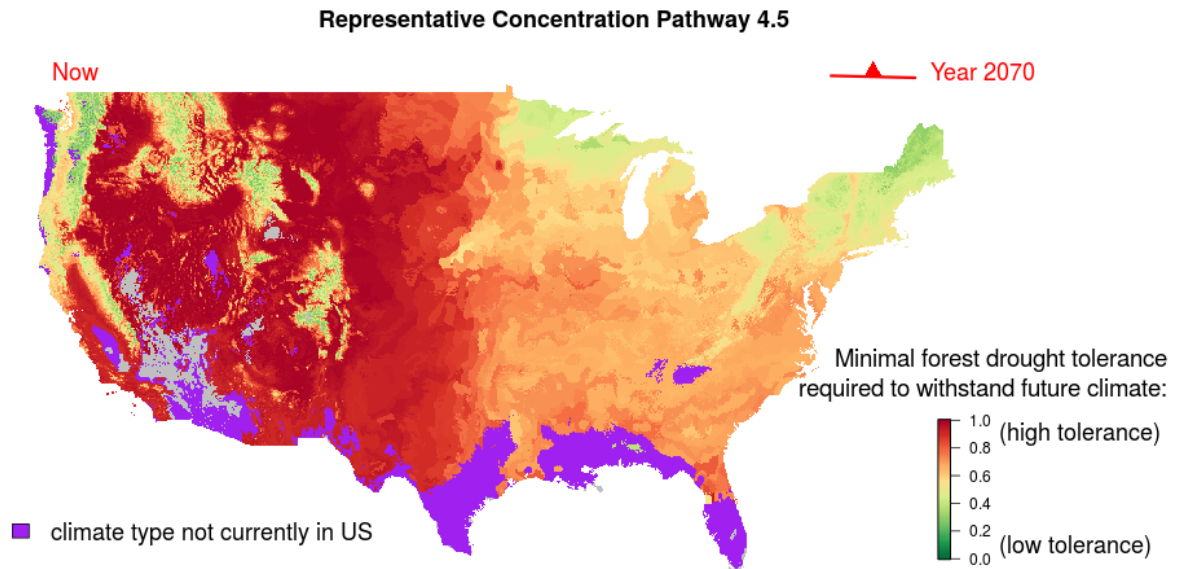 Representative Concentration Pathway 4.5
Now
Year 2070
Minimal forest drought tolerance
required to withstand future climate:
1.0 (high tolerance)
0.8
0.6
0.4
0.2
0.0 (low tolerance)
climate type not currently in US